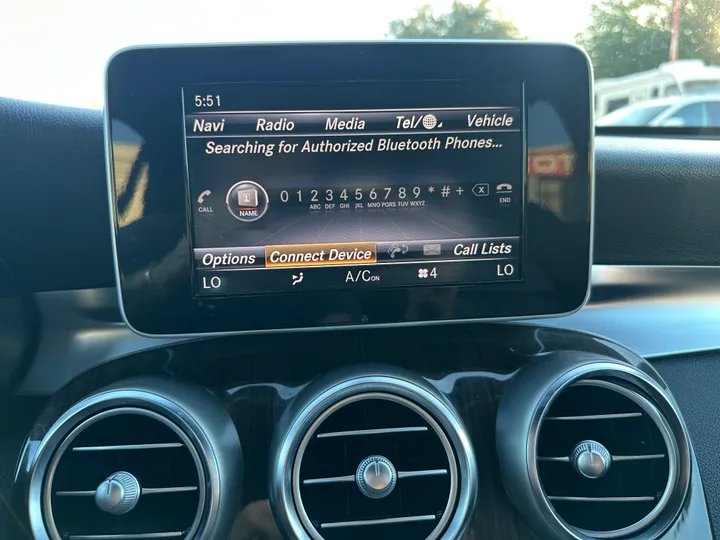 5:51
Navi Radio Media Tel/ Vehicle
Searching for Authorized Bluetooth Phones...
0 1 2 3 4 5 6 7 8 9 * # +
CALL NAME ABC DEF GHI JKL MNO PQRS TUV WXYZ END
Options Connect Device Call Lists
LO A/C ON 4 LO